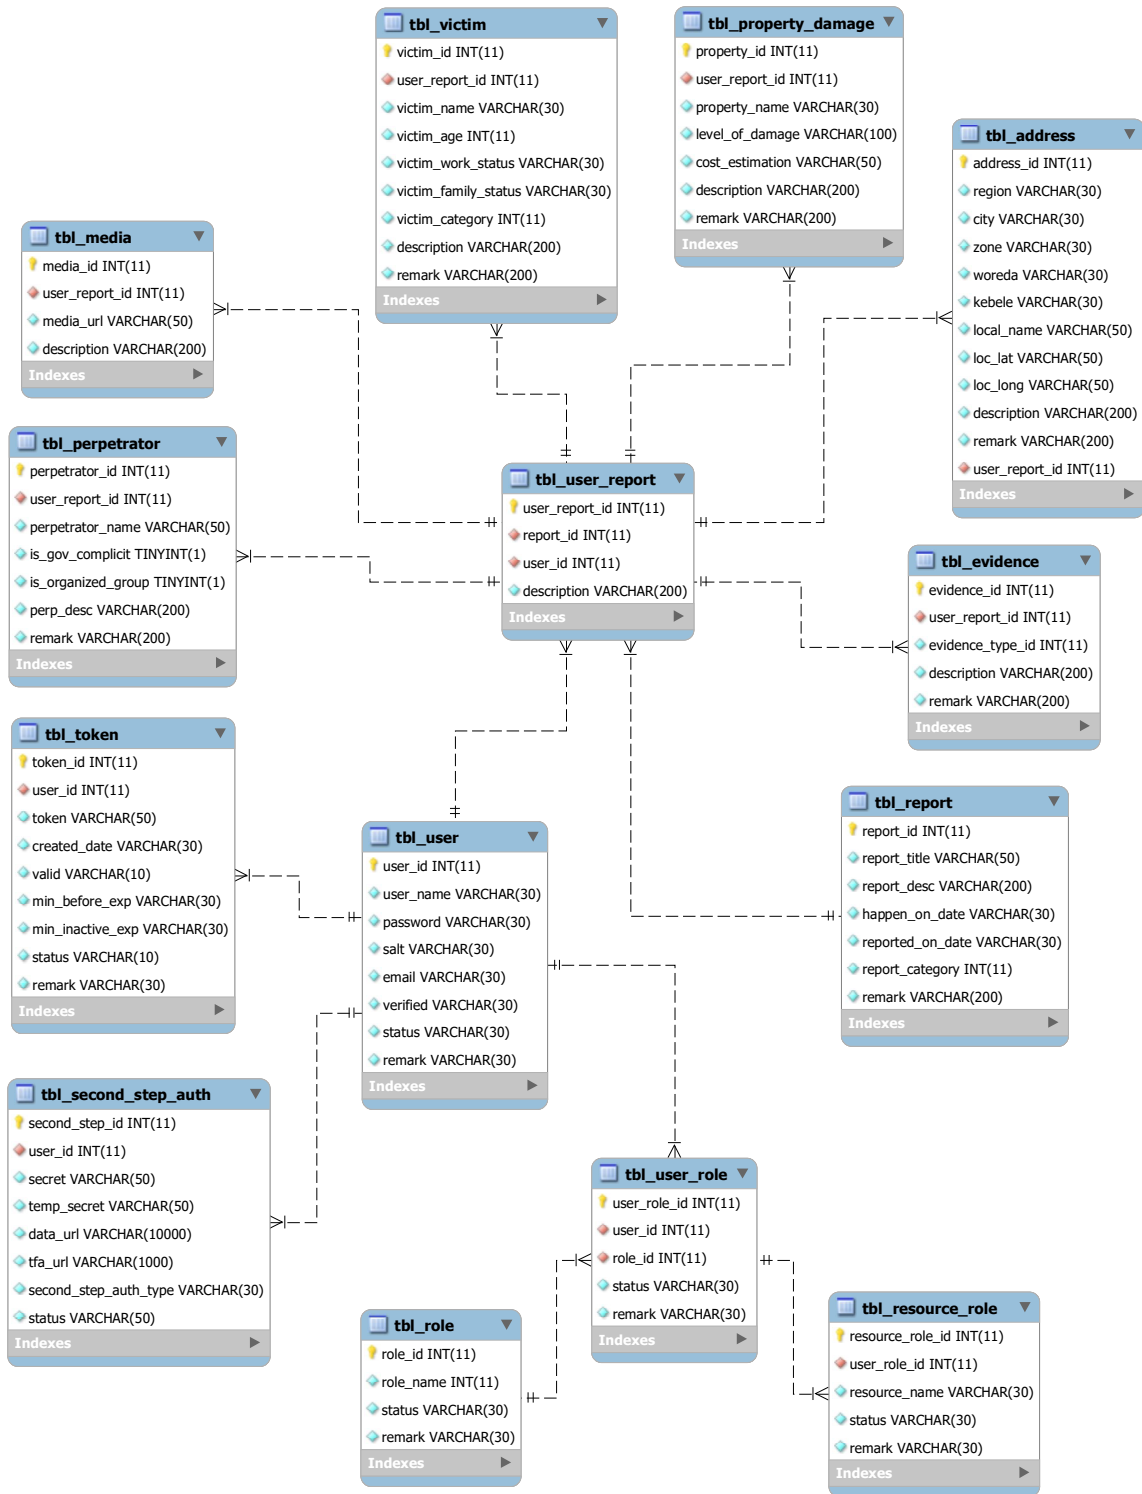 tbl_victim
victim_id INT(11)
user_report_id INT(11)
victim_name VARCHAR(30)
victim_age INT(11)
victim_work_status VARCHAR(30)
victim_family_status VARCHAR(30)
victim_category INT(11)
description VARCHAR(200)
remark VARCHAR(200)
Indexes
tbl_property_damage
property_id INT(11)
user_report_id INT(11)
property_name VARCHAR(30)
level_of_damage VARCHAR(100)
cost_estimation VARCHAR(50)
description VARCHAR(200)
remark VARCHAR(200)
Indexes
tbl_address
address_id INT(11)
region VARCHAR(30)
city VARCHAR(30)
zone VARCHAR(30)
woreda VARCHAR(30)
kebele VARCHAR(30)
local_name VARCHAR(50)
loc_lat VARCHAR(50)
loc_long VARCHAR(50)
description VARCHAR(200)
remark VARCHAR(200)
user_report_id INT(11)
Indexes
tbl_media
media_id INT(11)
user_report_id INT(11)
media_url VARCHAR(50)
description VARCHAR(200)
Indexes
tbl_perpetrator
perpetrator_id INT(11)
user_report_id INT(11)
perpetrator_name VARCHAR(50)
is_gov_complicit TINYINT(1)
is_organized_group TINYINT(1)
perp_desc VARCHAR(200)
remark VARCHAR(200)
Indexes
tbl_user_report
user_report_id INT(11)
report_id INT(11)
user_id INT(11)
description VARCHAR(200)
Indexes
tbl_evidence
evidence_id INT(11)
user_report_id INT(11)
evidence_type_id INT(11)
description VARCHAR(200)
remark VARCHAR(200)
Indexes
tbl_token
token_id INT(11)
user_id INT(11)
token VARCHAR(50)
created_date VARCHAR(30)
valid VARCHAR(10)
min_before_exp VARCHAR(30)
min_inactive_exp VARCHAR(30)
status VARCHAR(10)
remark VARCHAR(30)
Indexes
tbl_user
user_id INT(11)
user_name VARCHAR(30)
password VARCHAR(30)
salt VARCHAR(30)
email VARCHAR(30)
verified VARCHAR(30)
status VARCHAR(30)
remark VARCHAR(30)
Indexes
tbl_report
report_id INT(11)
report_title VARCHAR(50)
report_desc VARCHAR(200)
happen_on_date VARCHAR(30)
reported_on_date VARCHAR(30)
report_category INT(11)
remark VARCHAR(200)
Indexes
tbl_second_step_auth
second_step_id INT(11)
user_id INT(11)
secret VARCHAR(50)
temp_secret VARCHAR(50)
data_url VARCHAR(10000)
tfa_url VARCHAR(1000)
second_step_auth_type VARCHAR(30)
status VARCHAR(50)
Indexes
tbl_user_role
user_role_id INT(11)
user_id INT(11)
role_id INT(11)
status VARCHAR(30)
remark VARCHAR(30)
Indexes
tbl_role
role_id INT(11)
role_name INT(11)
status VARCHAR(30)
remark VARCHAR(30)
Indexes
tbl_resource_role
resource_role_id INT(11)
user_role_id INT(11)
resource_name VARCHAR(30)
status VARCHAR(30)
remark VARCHAR(30)
Indexes